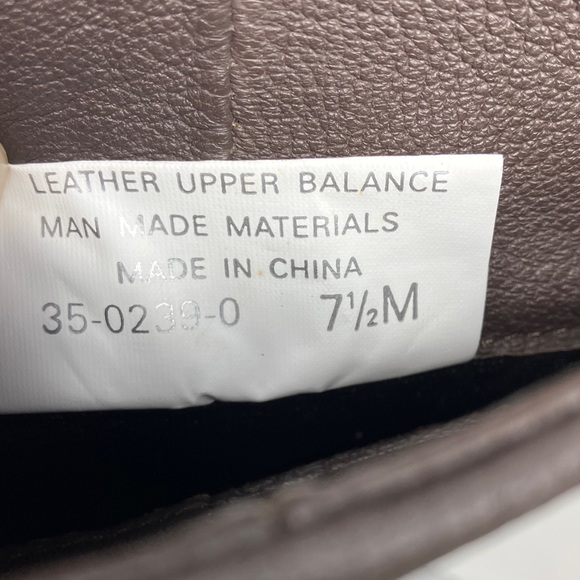 LEATHER UPPER BALANCE
MAN MADE MATERIALS
MADE IN CHINA
35-0239-0 7½M